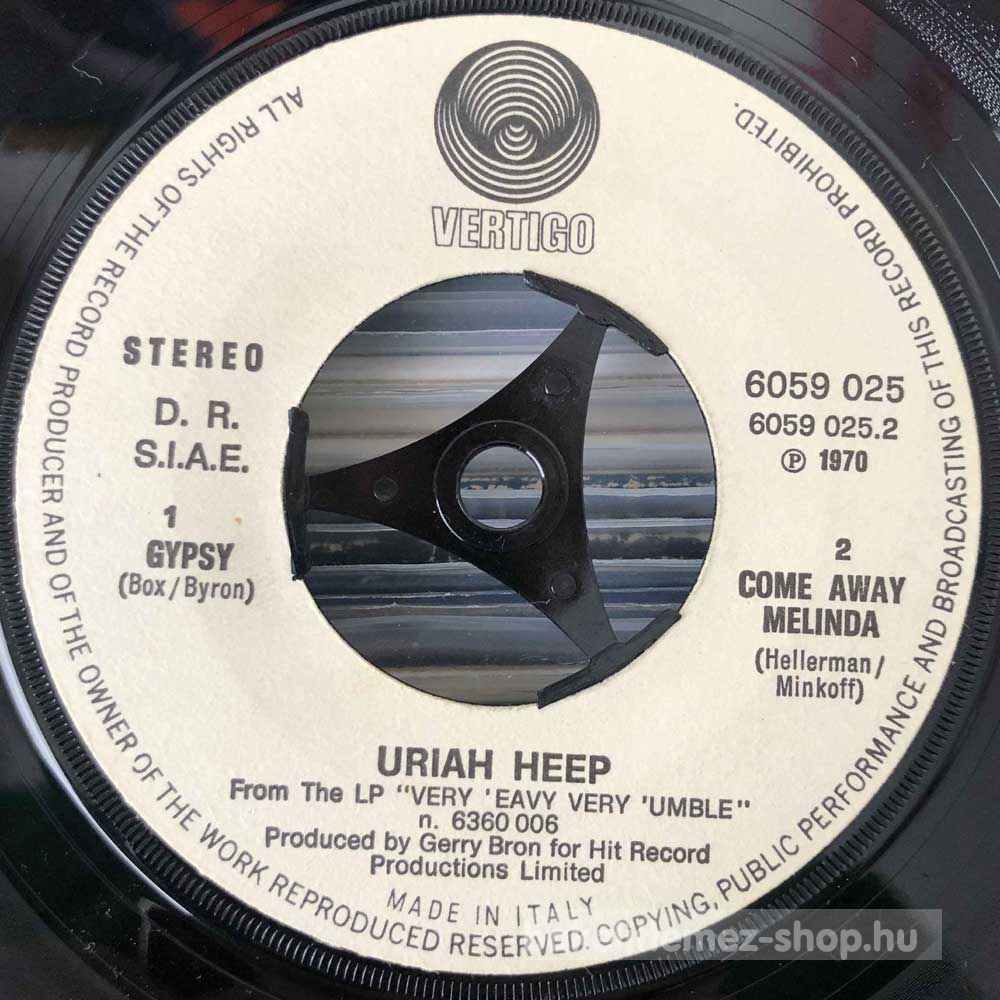 VERTIGO
ALL RIGHTS OF THE RECORD PRODUCER AND OF THE OWNER OF THE WORK REPRODUCED RESERVED. COPYING, PUBLIC PERFORMANCE AND BROADCASTING OF THIS RECORD PROHIBITED.
STEREO
D. R.
S.I.A.E.
1
GYPSY
(Box/Byron)
6059 025
6059 025.2
℗ 1970
2
COME AWAY
MELINDA
(Hellerman/
Minkoff)
URIAH HEEP
From The LP "VERY 'EAVY VERY 'UMBLE"
n. 6360 006
Produced by Gerry Bron for Hit Record
Productions Limited
MADE IN ITALY